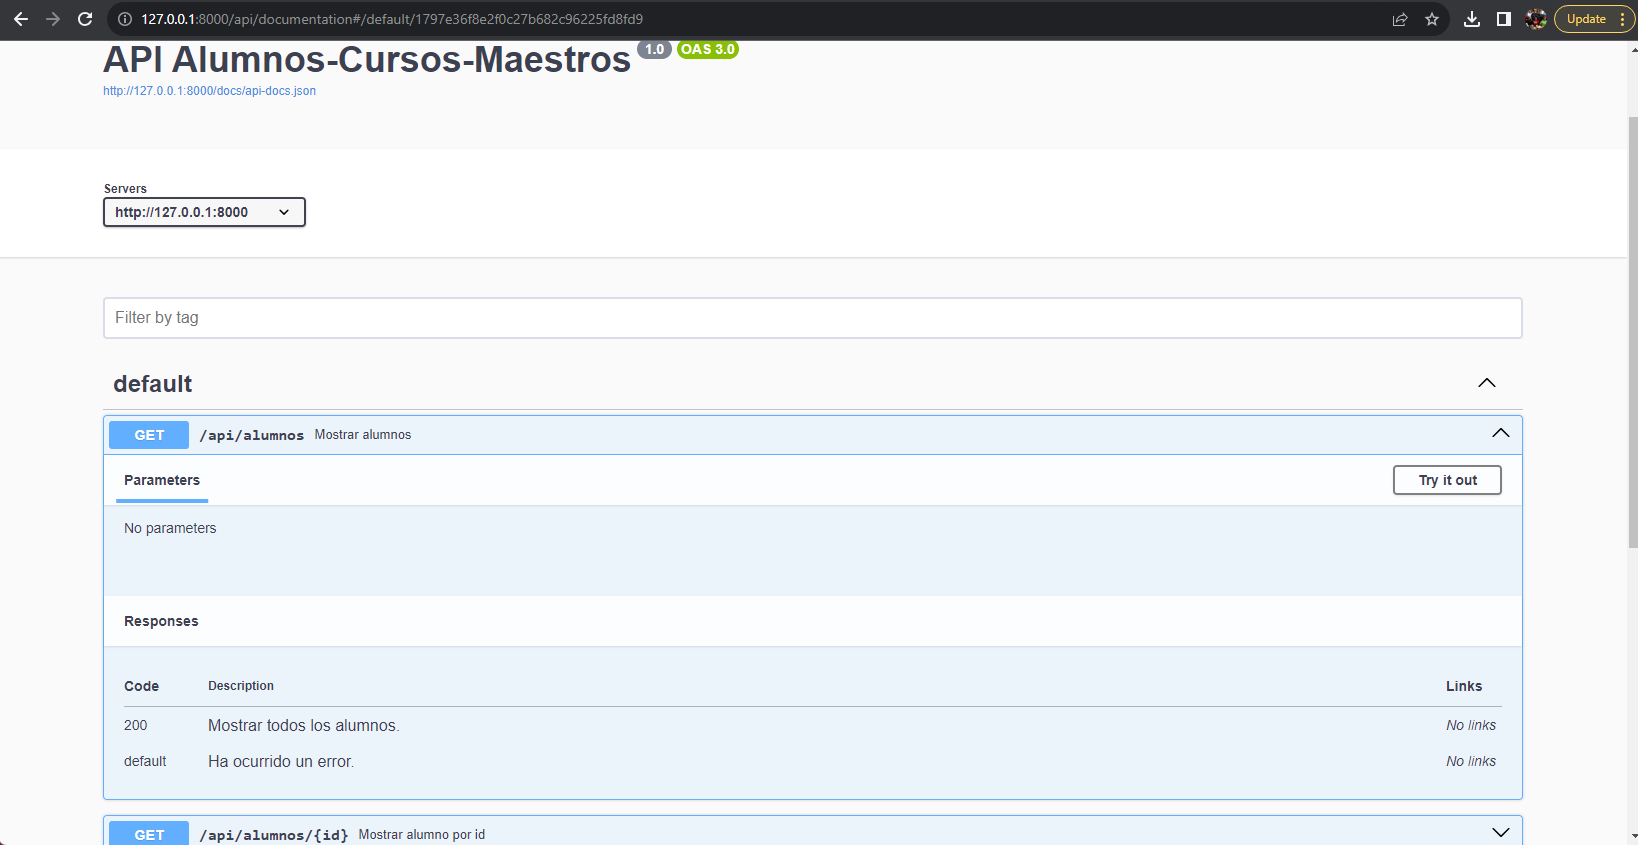 127.0.0.1:8000/api/documentation#/default/1797e36f8e2f0c27b682c96225fd8fd9
Update
API Alumnos-Cursos-Maestros 1.0 OAS 3.0
http://127.0.0.1:8000/docs/api-docs.json
Servers
http://127.0.0.1:8000
Filter by tag
default
GET /api/alumnos Mostrar alumnos
Parameters Try it out
No parameters
Responses
Code Description Links
200 Mostrar todos los alumnos. No links
default Ha ocurrido un error. No links
GET /api/alumnos/{id} Mostrar alumno por id